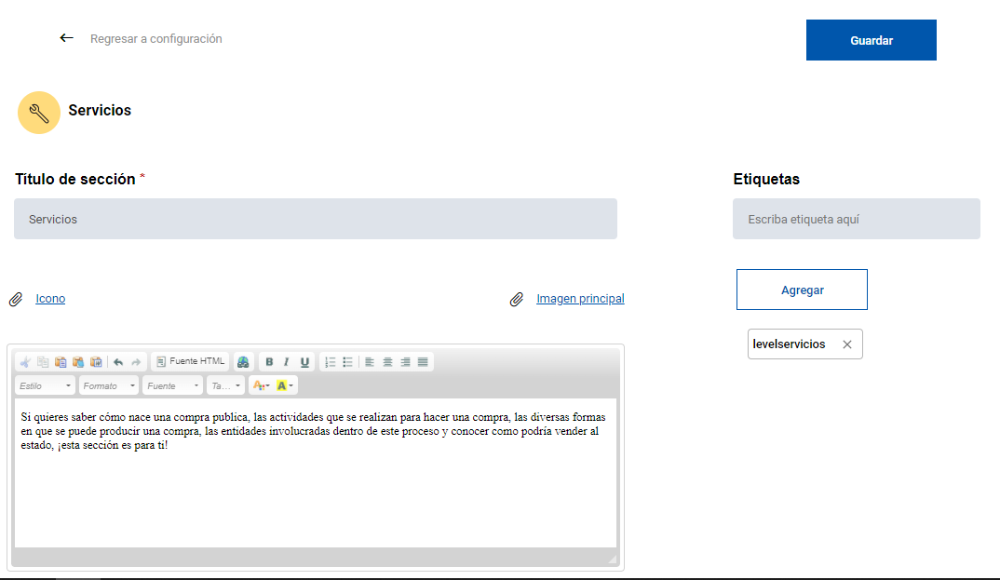 Regresar a configuración
Guardar
Servicios
Título de sección *
Etiquetas
Servicios
Escriba etiqueta aquí
Icono
Imagen principal
Agregar
levelservicios
Fuente HTML
B I U
Estilo
Formato
Fuente
Ta...
A
A
Si quieres saber cómo nace una compra publica, las actividades que se realizan para hacer una compra, las diversas formas
en que se puede producir una compra, las entidades involucradas dentro de este proceso y conocer como podría vender al
estado, ¡esta sección es para ti!